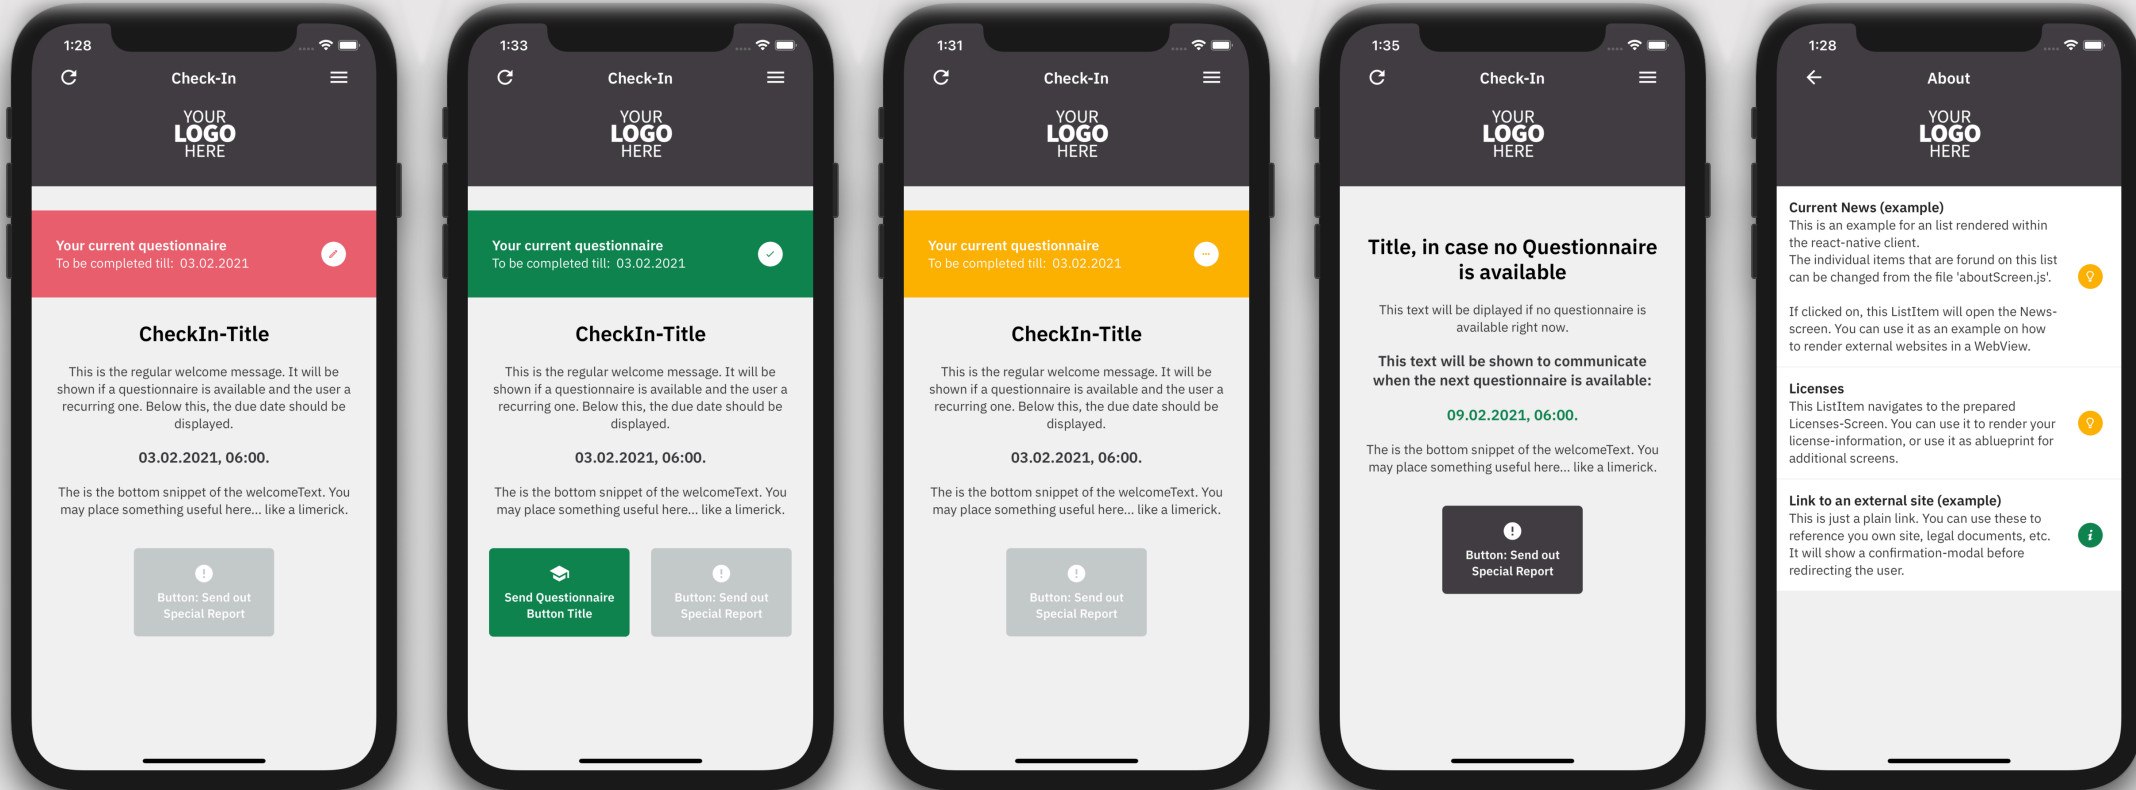 1:28
Check-In
YOUR
LOGO
HERE
Your current questionnaire
To be completed till: 03.02.2021
CheckIn-Title
This is the regular welcome message. It will be
shown if a questionnaire is available and the user a
recurring one. Below this, the due date should be
displayed.
03.02.2021, 06:00.
The is the bottom snippet of the welcomeText. You
may place something useful here... like a limerick.
Button: Send out
Special Report
1:33
Check-In
YOUR
LOGO
HERE
Your current questionnaire
To be completed till: 03.02.2021
CheckIn-Title
This is the regular welcome message. It will be
shown if a questionnaire is available and the user a
recurring one. Below this, the due date should be
displayed.
03.02.2021, 06:00.
The is the bottom snippet of the welcomeText. You
may place something useful here... like a limerick.
Send Questionnaire
Button Title
Button: Send out
Special Report
1:31
Check-In
YOUR
LOGO
HERE
Your current questionnaire
To be completed till: 03.02.2021
CheckIn-Title
This is the regular welcome message. It will be
shown if a questionnaire is available and the user a
recurring one. Below this, the due date should be
displayed.
03.02.2021, 06:00.
The is the bottom snippet of the welcomeText. You
may place something useful here... like a limerick.
Button: Send out
Special Report
1:35
Check-In
YOUR
LOGO
HERE
Title, in case no Questionnaire
is available
This text will be diplayed if no questionnaire is
available right now.
This text will be shown to communicate
when the next questionnaire is available:
09.02.2021, 06:00.
The is the bottom snippet of the welcomeText. You
may place something useful here... like a limerick.
Button: Send out
Special Report
1:28
About
YOUR
LOGO
HERE
Current News (example)
This is an example for an list rendered within
the react-native client.
The individual items that are forund on this list
can be changed from the file 'aboutScreen.js'.
If clicked on, this ListItem will open the News-
screen. You can use it as an example on how
to render external websites in a WebView.
Licenses
This ListItem navigates to the prepared
Licenses-Screen. You can use it to render your
license-information, or use it as ablueprint for
additional screens.
Link to an external site (example)
This is just a plain link. You can use these to
reference you own site, legal documents, etc.
It will show a confirmation-modal before
redirecting the user.